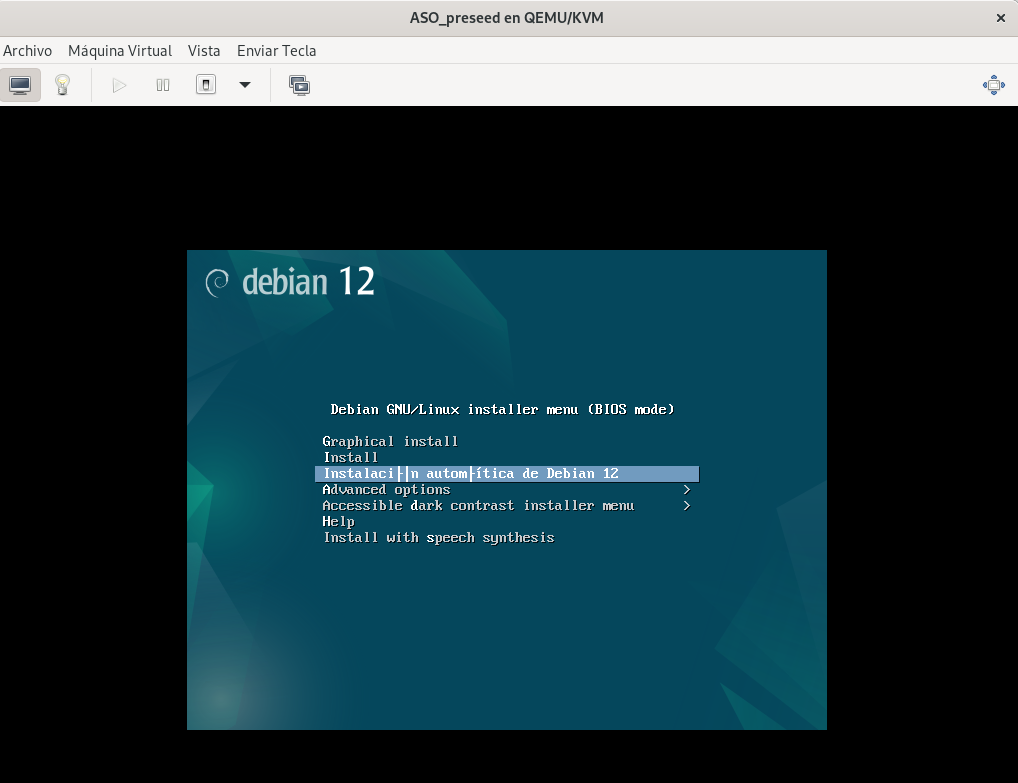 ASO_preseed en QEMU/KVM
Archivo Máquina Virtual Vista Enviar Tecla
debian 12
Debian GNU/Linux installer menu (BIOS mode)
Graphical install
Install
Instalaci├│n autom├ítica de Debian 12
Advanced options >
Accessible dark contrast installer menu >
Help
Install with speech synthesis